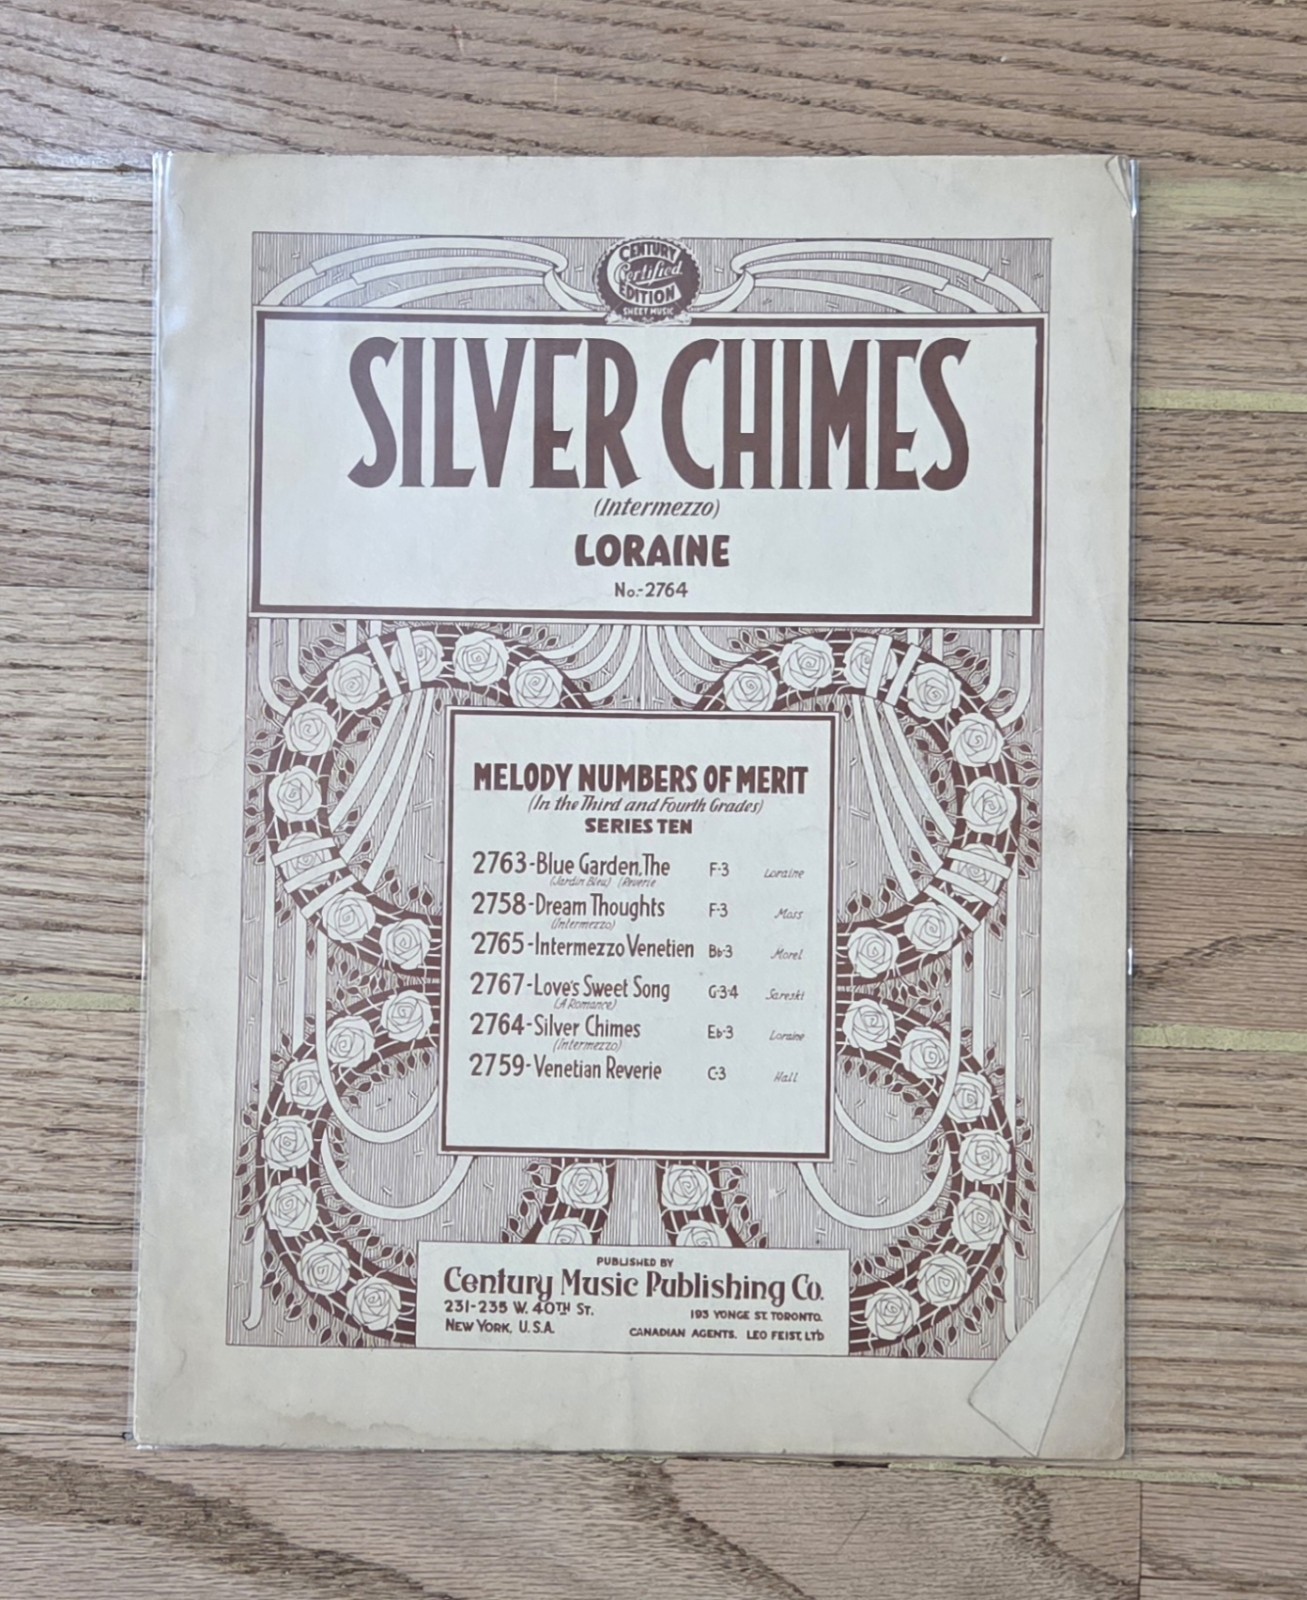 CENTURY
Certified
EDITION
SHEET MUSIC
SILVER CHIMES
(Intermezzo)
LORAINE
No.-2764
MELODY NUMBERS OF MERIT
(In the Third and Fourth Grades)
SERIES TEN
2763-Blue Garden, The F-3 Loraine
(Jardin Bleu) (Reverie
2758-Dream Thoughts F-3 Moss
(Intermezzo)
2765-Intermezzo Venetien Bb-3 Morel
2767-Love's Sweet Song G-3-4 Sareski
(A Romance)
2764-Silver Chimes Eb-3 Loraine
(Intermezzo)
2759-Venetian Reverie C-3 Hall
PUBLISHED BY
Century Music Publishing Co.
231-235 W. 40TH ST. 193 YONGE ST. TORONTO.
NEW YORK, U.S.A. CANADIAN AGENTS. LEO FEIST, LTD